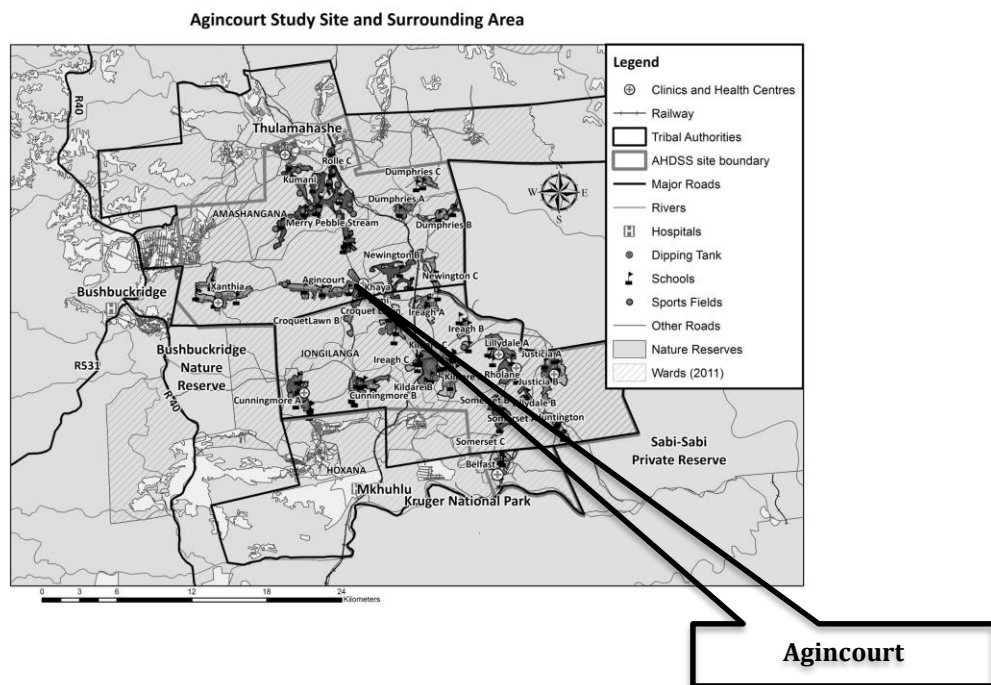 Agincourt Study Site and Surrounding Area
Legend
Clinics and Health Centres
Railway
Tribal Authorities
AHDSS site boundary
Major Roads
Rivers
H
Hospitals
Dipping Tank
Schools
Sports Fields
Other Roads
Nature Reserves
Wards (2011)
N
W
E
S
R40
Thulamahashe
Rolle C
Kumani
Dumphries C
Dumphries A
AMASHANGANA
Merry Pebble Stream
Dumphries B
Newington B
Newington C
Xanthia
Agincourt
Khaya
Bushbuckridge
H
Ireagh A
CroquetLawn B
Ireagh B
Bushbuckridge
Nature
Reserve
JONGILANGA
Lillydale A
Justicia A
R531
Ireagh C
Rholane
Kildare B
Justicia B
R'40
Cunningmore A
Cunningmore B
Somerset C
Sabi-Sabi
Private Reserve
HOXANA
Belfast
Mkhuhlu
Kruger National Park
0 3 6 12 18 24
Kilometers
Agincourt